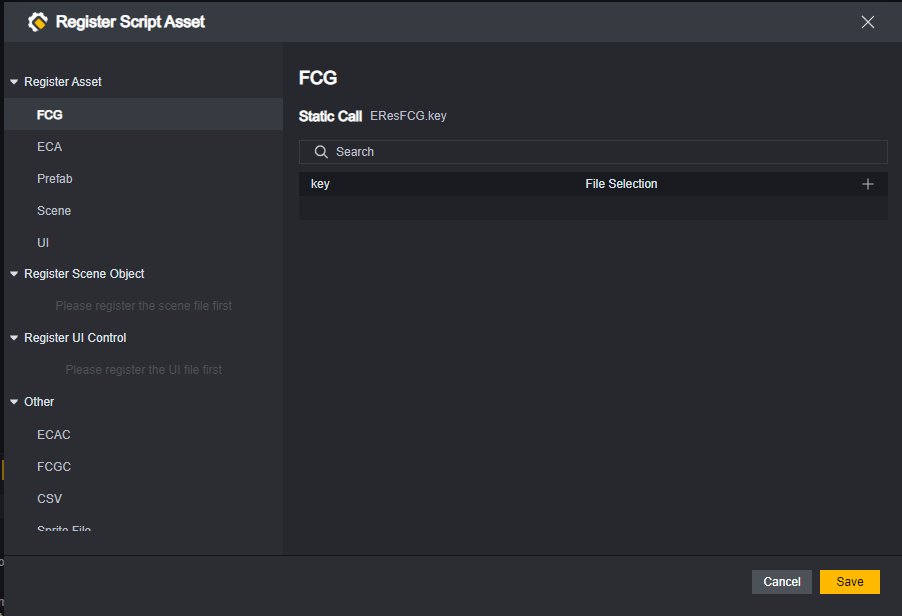 Register Script Asset
Register Asset
FCG
ECA
Prefab
Scene
UI
Register Scene Object
Please register the scene file first
Register UI Control
Please register the UI file first
Other
ECAC
FCGC
CSV
Sprite File
FCG
Static Call EResFCG.key
Search
key File Selection
Cancel Save